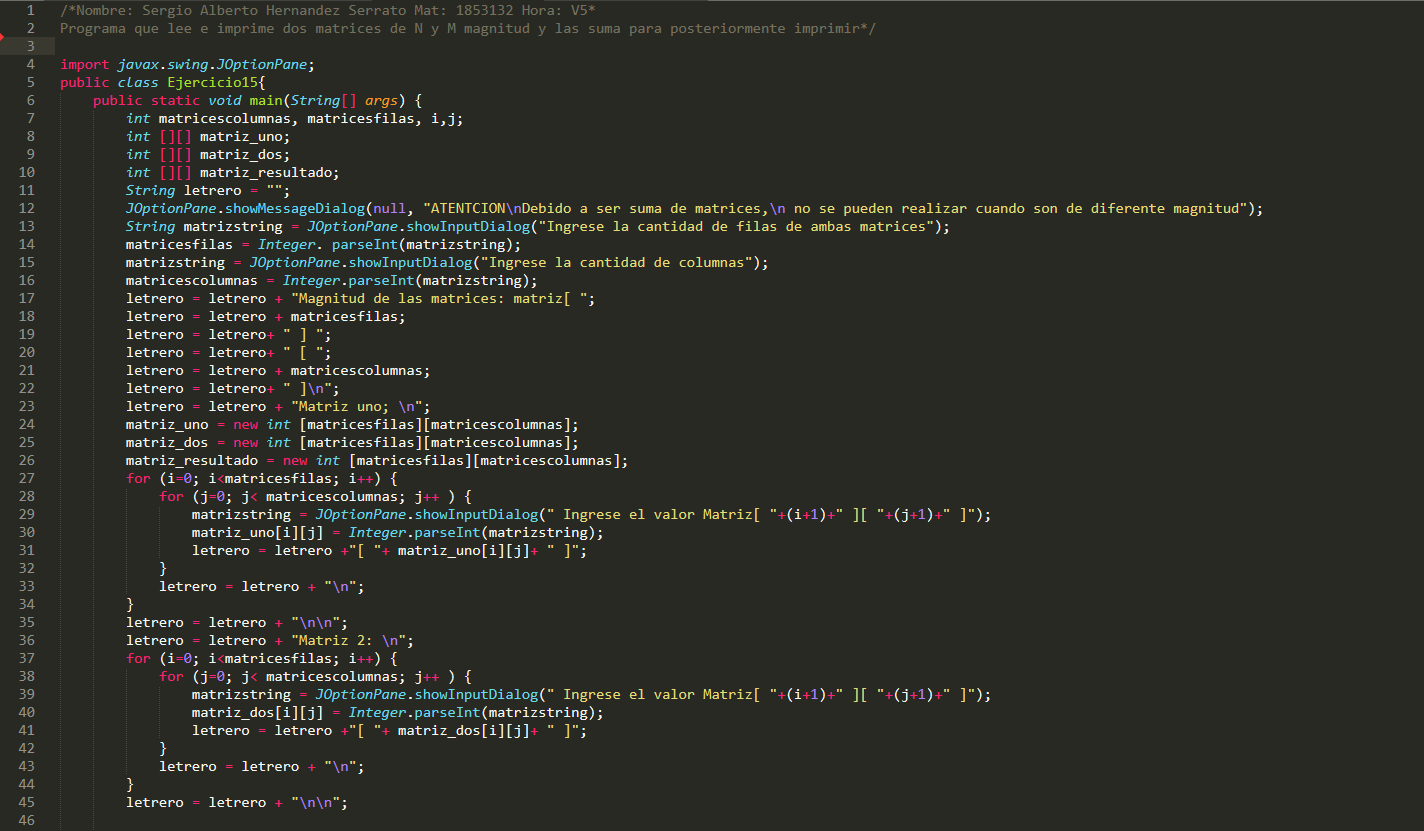 1 /*Nombre: Sergio Alberto Hernandez Serrato Mat: 1853132 Hora: V5*
2 Programa que lee e imprime dos matrices de N y M magnitud y las suma para posteriormente imprimir*/
3
4 import javax.swing.JOptionPane;
5 public class Ejercicio15{
6 public static void main(String[] args) {
7 int matricescolumnas, matricesfilas, i,j;
8 int [][] matriz_uno;
9 int [][] matriz_dos;
10 int [][] matriz_resultado;
11 String letrero = "";
12 JOptionPane.showMessageDialog(null, "ATENTCION\nDebido a ser suma de matrices,\n no se pueden realizar cuando son de diferente magnitud");
13 String matrizstring = JOptionPane.showInputDialog("Ingrese la cantidad de filas de ambas matrices");
14 matricesfilas = Integer. parseInt(matrizstring);
15 matrizstring = JOptionPane.showInputDialog("Ingrese la cantidad de columnas");
16 matricescolumnas = Integer.parseInt(matrizstring);
17 letrero = letrero + "Magnitud de las matrices: matriz[ ";
18 letrero = letrero + matricesfilas;
19 letrero = letrero+ " ] ";
20 letrero = letrero+ " [ ";
21 letrero = letrero + matricescolumnas;
22 letrero = letrero+ " ]\n";
23 letrero = letrero + "Matriz uno; \n";
24 matriz_uno = new int [matricesfilas][matricescolumnas];
25 matriz_dos = new int [matricesfilas][matricescolumnas];
26 matriz_resultado = new int [matricesfilas][matricescolumnas];
27 for (i=0; i<matricesfilas; i++) {
28 for (j=0; j< matricescolumnas; j++ ) {
29 matrizstring = JOptionPane.showInputDialog(" Ingrese el valor Matriz[ "+(i+1)+" ][ "+(j+1)+" ]");
30 matriz_uno[i][j] = Integer.parseInt(matrizstring);
31 letrero = letrero +"[ "+ matriz_uno[i][j]+ " ]";
32 }
33 letrero = letrero + "\n";
34 }
35 letrero = letrero + "\n\n";
36 letrero = letrero + "Matriz 2: \n";
37 for (i=0; i<matricesfilas; i++) {
38 for (j=0; j< matricescolumnas; j++ ) {
39 matrizstring = JOptionPane.showInputDialog(" Ingrese el valor Matriz[ "+(i+1)+" ][ "+(j+1)+" ]");
40 matriz_dos[i][j] = Integer.parseInt(matrizstring);
41 letrero = letrero +"[ "+ matriz_dos[i][j]+ " ]";
42 }
43 letrero = letrero + "\n";
44 }
45 letrero = letrero + "\n\n";
46